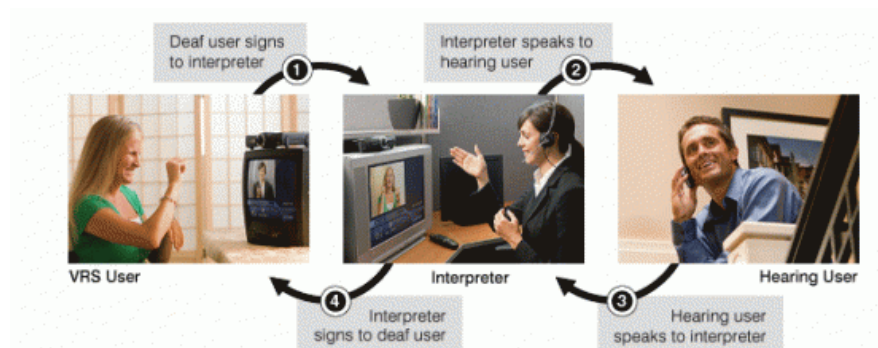 Deaf user signs
to interpreter
1
Interpreter speaks to
hearing user
2
VRS User
Interpreter
Hearing User
4
Interpreter
signs to deaf user
3
Hearing user
speaks to interpreter